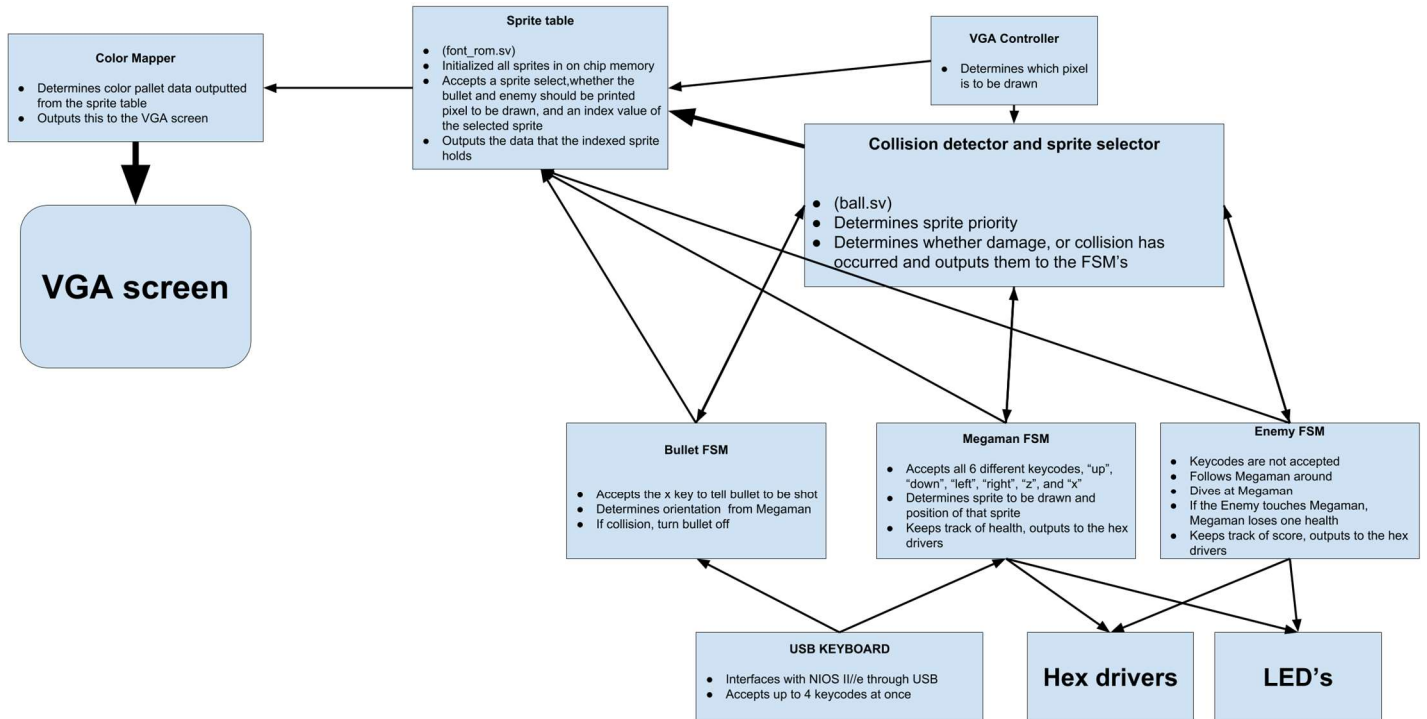 Sprite table
● (font_rom.sv)
● Initialized all sprites in on chip memory
● Accepts a sprite select,whether the
bullet and enemy should be printed
pixel to be drawn, and an index value of
the selected sprite
● Outputs the data that the indexed sprite
holds
Color Mapper
● Determines color pallet data outputted
from the sprite table
● Outputs this to the VGA screen
VGA Controller
● Determines which pixel
is to be drawn
Collision detector and sprite selector
● (ball.sv)
● Determines sprite priority
● Determines whether damage, or collision has
occurred and outputs them to the FSM's
VGA screen
Bullet FSM
● Accepts the x key to tell bullet to be shot
● Determines orientation from Megaman
● If collision, turn bullet off
Megaman FSM
● Accepts all 6 different keycodes, “up”,
“down”, “left”, “right”, “z”, and “x”
● Determines sprite to be drawn and
position of that sprite
● Keeps track of health, outputs to the hex
drivers
Enemy FSM
● Keycodes are not accepted
● Follows Megaman around
● Dives at Megaman
● If the Enemy touches Megaman,
Megaman loses one health
● Keeps track of score, outputs to the hex
drivers
USB KEYBOARD
● Interfaces with NIOS II//e through USB
● Accepts up to 4 keycodes at once
Hex drivers
LED's